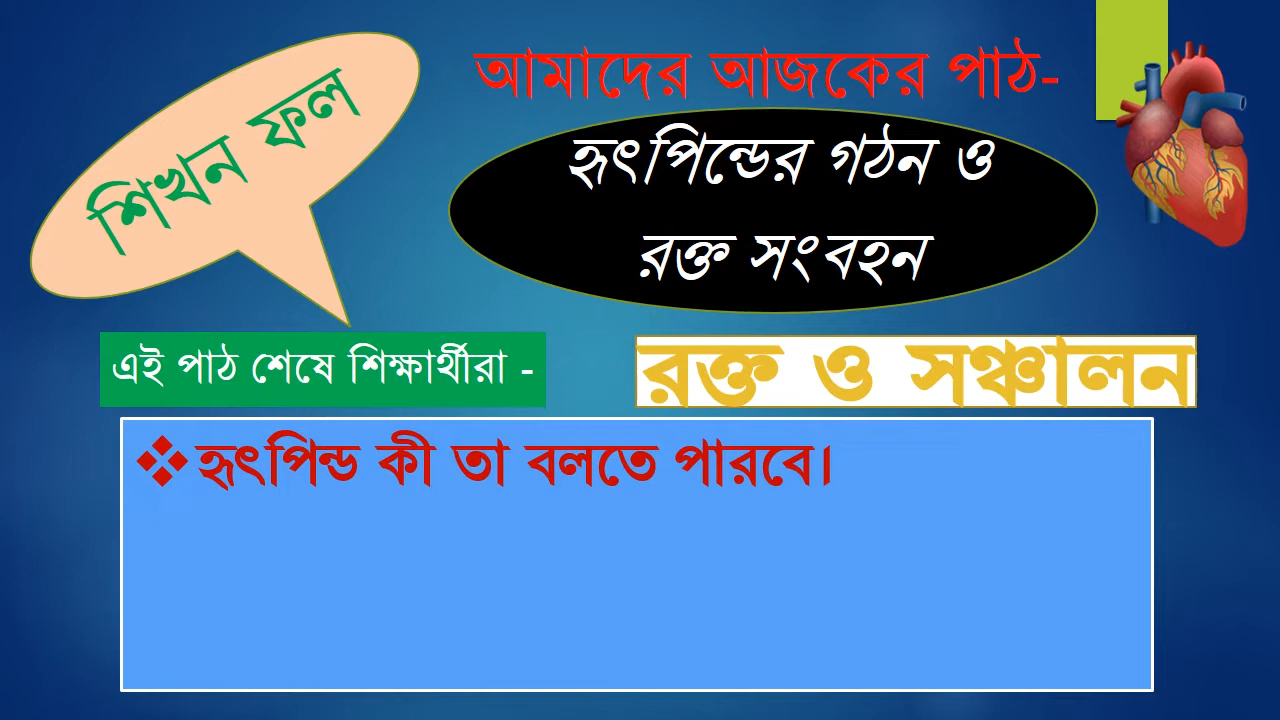 শিখন ফল
আমাদের আজকের পাঠ-
হৃৎপিন্ডের গঠন ও
রক্ত সংবহন
এই পাঠ শেষে শিক্ষার্থীরা -
রক্ত ও সঞ্চালন
❖হৃৎপিন্ড কী তা বলতে পারবে।